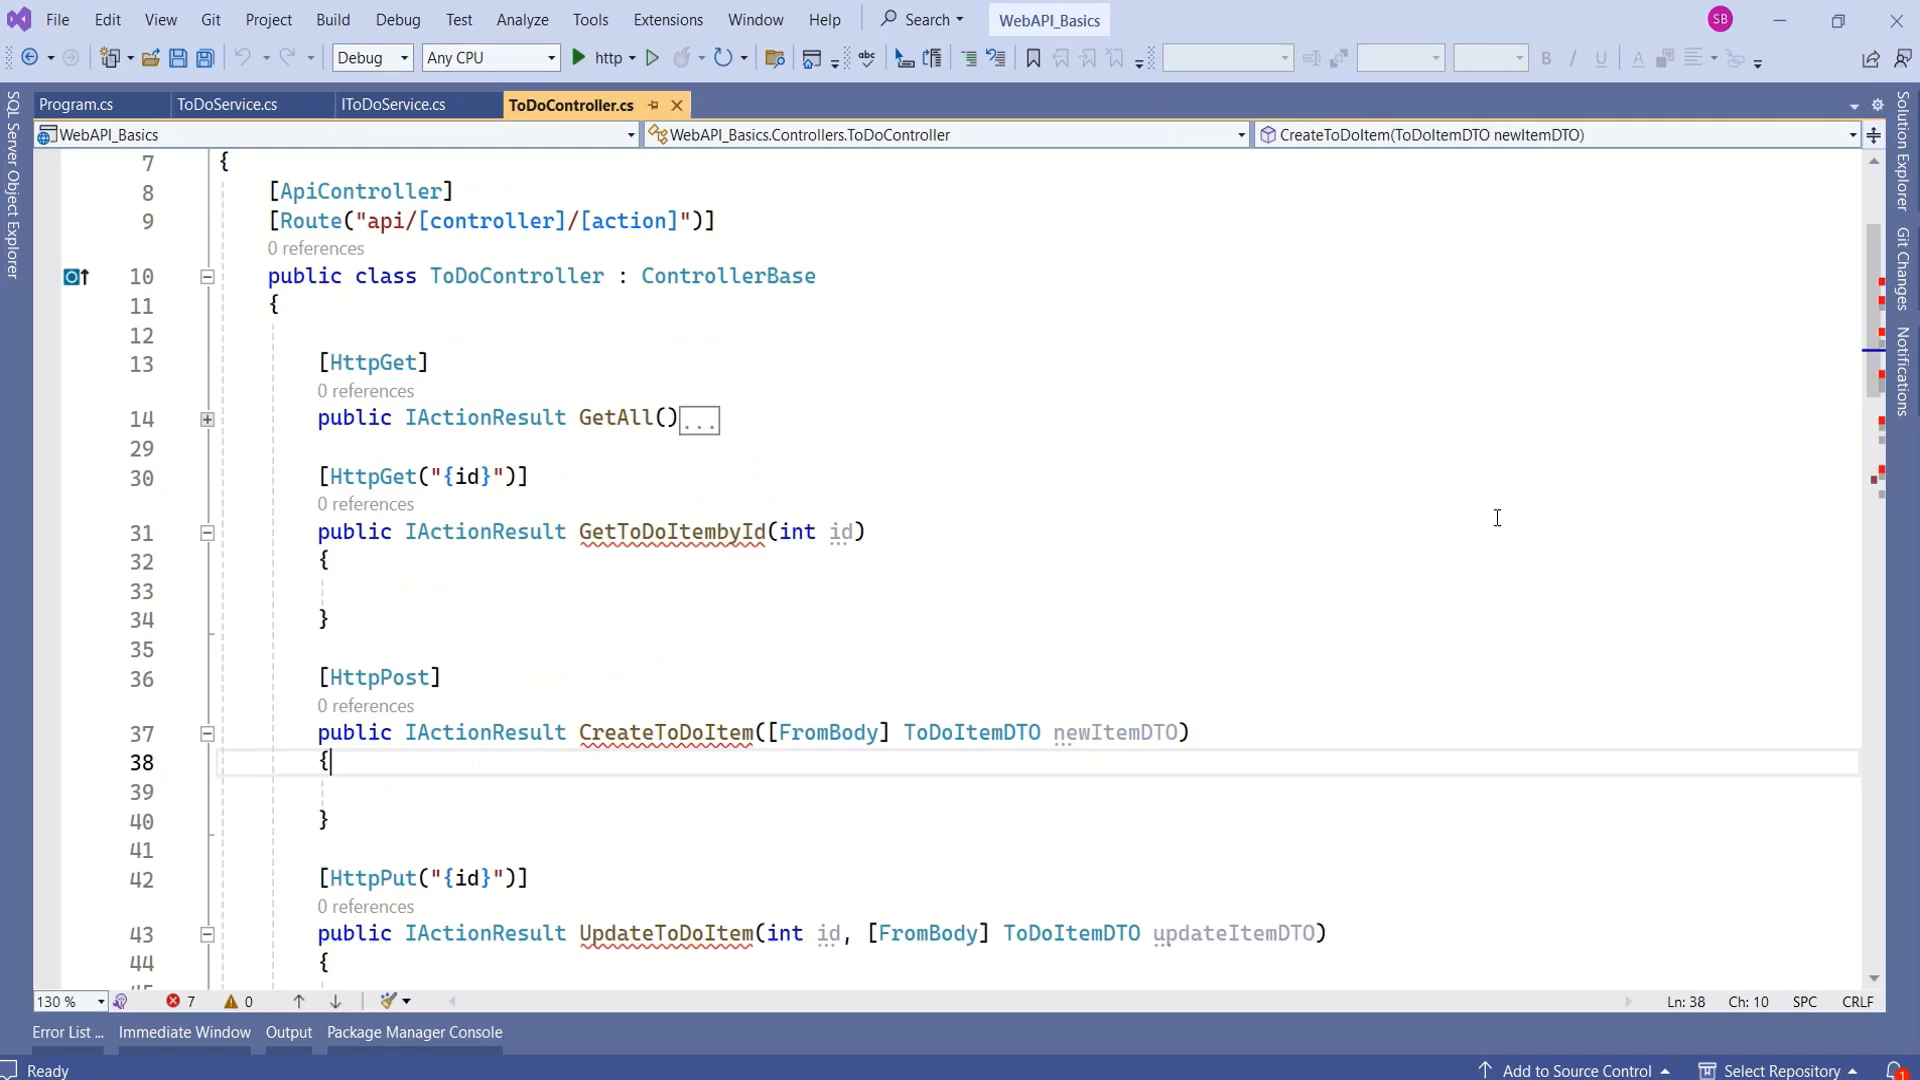 File Edit View Git Project Build Debug Test Analyze Tools Extensions Window Help Search WebAPI_Basics SB
Debug Any CPU http
Program.cs ToDoService.cs IToDoService.cs ToDoController.cs
WebAPI_Basics WebAPI_Basics.Controllers.ToDoController CreateToDoItem(ToDoItemDTO newItemDTO)
SQL Server Object Explorer
7 {
8 [ApiController]
9 [Route("api/[controller]/[action]")]
0 references
10 public class ToDoController : ControllerBase
11 {
12
13 [HttpGet]
0 references
14 public IActionResult GetAll()...
29
30 [HttpGet("{id}")]
0 references
31 public IActionResult GetToDoItembyId(int id)
32 {
33
34 }
35
36 [HttpPost]
0 references
37 public IActionResult CreateToDoItem([FromBody] ToDoItemDTO newItemDTO)
38 {
39
40 }
41
42 [HttpPut("{id}")]
0 references
43 public IActionResult UpdateToDoItem(int id, [FromBody] ToDoItemDTO updateItemDTO)
44 {
Solution Explorer
Git Changes
Notifications
130 % 7 0 Ln: 38 Ch: 10 SPC CRLF
Error List ... Immediate Window Output Package Manager Console
Ready Add to Source Control Select Repository 1